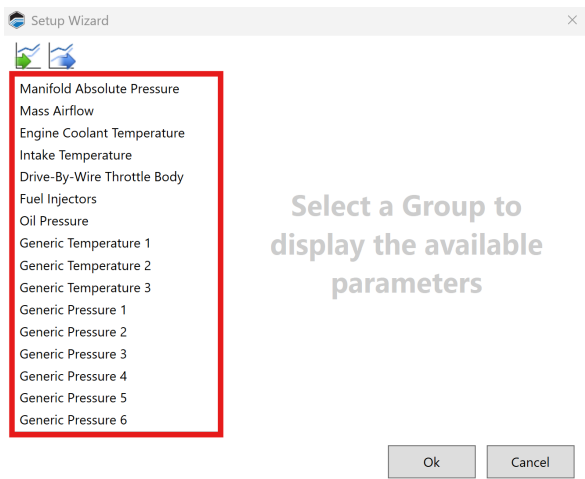 Setup Wizard
Manifold Absolute Pressure
Mass Airflow
Engine Coolant Temperature
Intake Temperature
Drive-By-Wire Throttle Body
Fuel Injectors
Oil Pressure
Generic Temperature 1
Generic Temperature 2
Generic Temperature 3
Generic Pressure 1
Generic Pressure 2
Generic Pressure 3
Generic Pressure 4
Generic Pressure 5
Generic Pressure 6
Select a Group to
display the available
parameters
Ok
Cancel